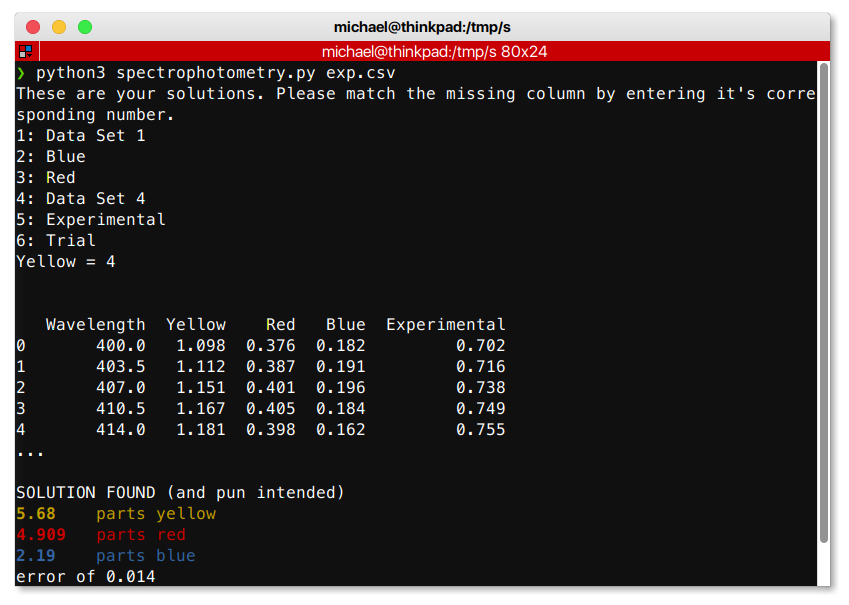 michael@thinkpad:/tmp/s
michael@thinkpad:/tmp/s 80x24
❯ python3 spectrophotometry.py exp.csv
These are your solutions. Please match the missing column by entering it's corre
sponding number.
1: Data Set 1
2: Blue
3: Red
4: Data Set 4
5: Experimental
6: Trial
Yellow = 4
Wavelength Yellow Red Blue Experimental
0 400.0 1.098 0.376 0.182 0.702
1 403.5 1.112 0.387 0.191 0.716
2 407.0 1.151 0.401 0.196 0.738
3 410.5 1.167 0.405 0.184 0.749
4 414.0 1.181 0.398 0.162 0.755
...
SOLUTION FOUND (and pun intended)
5.68 parts yellow
4.909 parts red
2.19 parts blue
error of 0.014